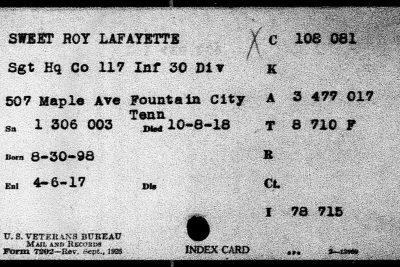 SWEET ROY LAFAYETTE C 108 081
Sgt Hq Co 117 Inf 30 Div K
507 Maple Ave Fountain City A 3 477 017
Tenn
Sn 1 306 003 Died 10-8-18 T 8 710 F
Born 8-30-98 R
Enl 4-6-17 Dis Ct.
I 78 715
U. S. VETERANS BUREAU
MAIL AND RECORDS
Form 7202—Rev. Sept., 1925 INDEX CARD